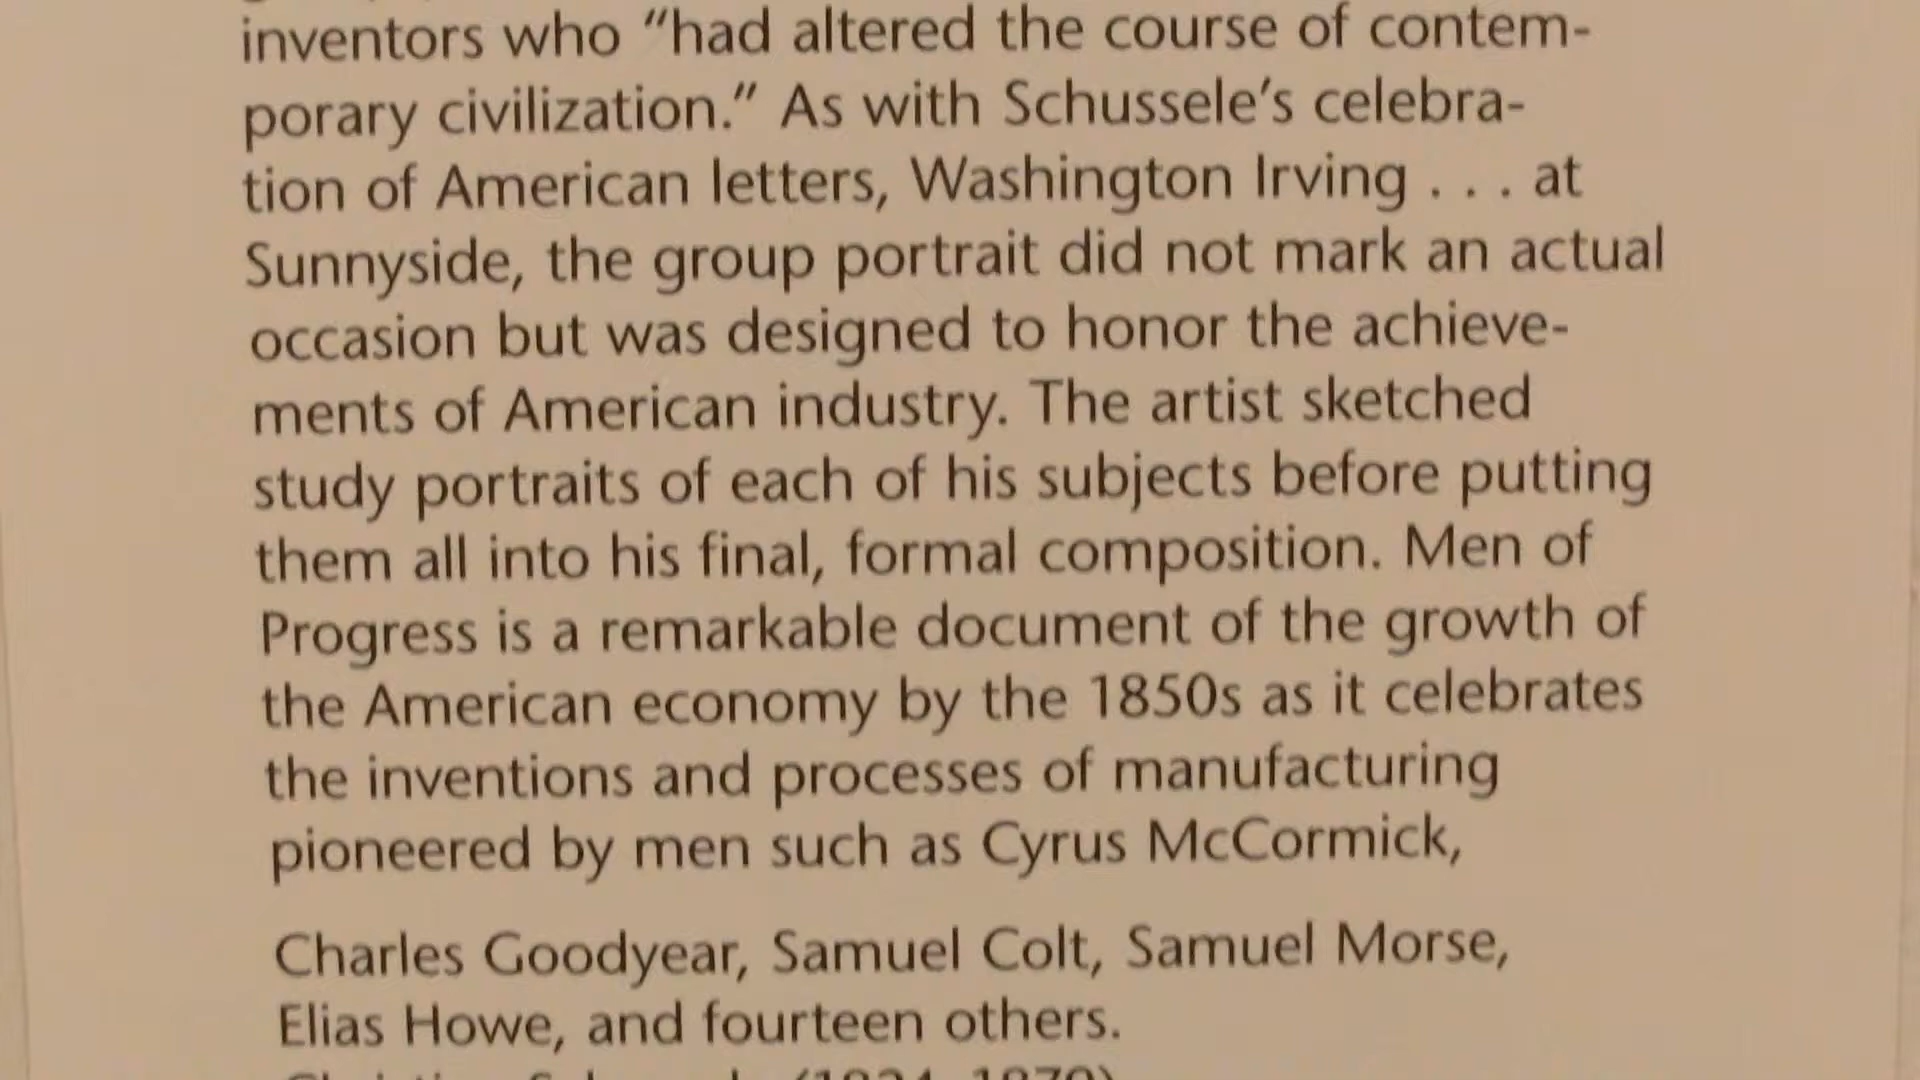 inventors who “had altered the course of contem-
porary civilization.” As with Schussele’s celebra-
tion of American letters, Washington Irving . . . at
Sunnyside, the group portrait did not mark an actual
occasion but was designed to honor the achieve-
ments of American industry. The artist sketched
study portraits of each of his subjects before putting
them all into his final, formal composition. Men of
Progress is a remarkable document of the growth of
the American economy by the 1850s as it celebrates
the inventions and processes of manufacturing
pioneered by men such as Cyrus McCormick,
Charles Goodyear, Samuel Colt, Samuel Morse,
Elias Howe, and fourteen others.